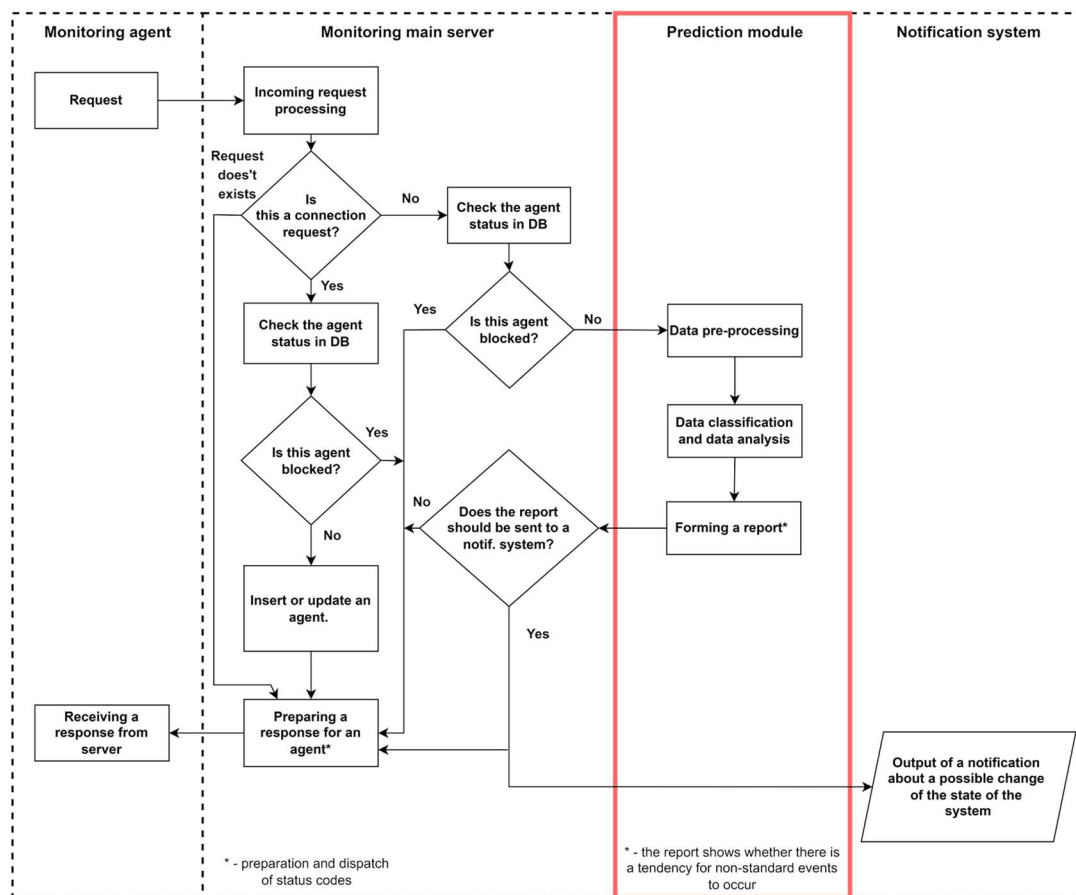 Monitoring agent
Monitoring main server
Prediction module
Notification system
Request
Incoming request
processing
Request
does't
exists
Is
this a connection
request?
No
Check the agent
status in DB
Yes
Check the agent
status in DB
Yes
Is this agent
blocked?
No
Data pre-processing
Data classification
and data analysis
Is this agent
blocked?
Yes
No
Does the report
should be sent to a
notif. system?
No
Forming a report*
Insert or update an
agent.
Yes
Receiving a
response from
server
Preparing a
response for an
agent*
Output of a notification
about a possible change
of the state of the
system
* - preparation and dispatch
of status codes
* - the report shows whether there is
a tendency for non-standard events
to occur